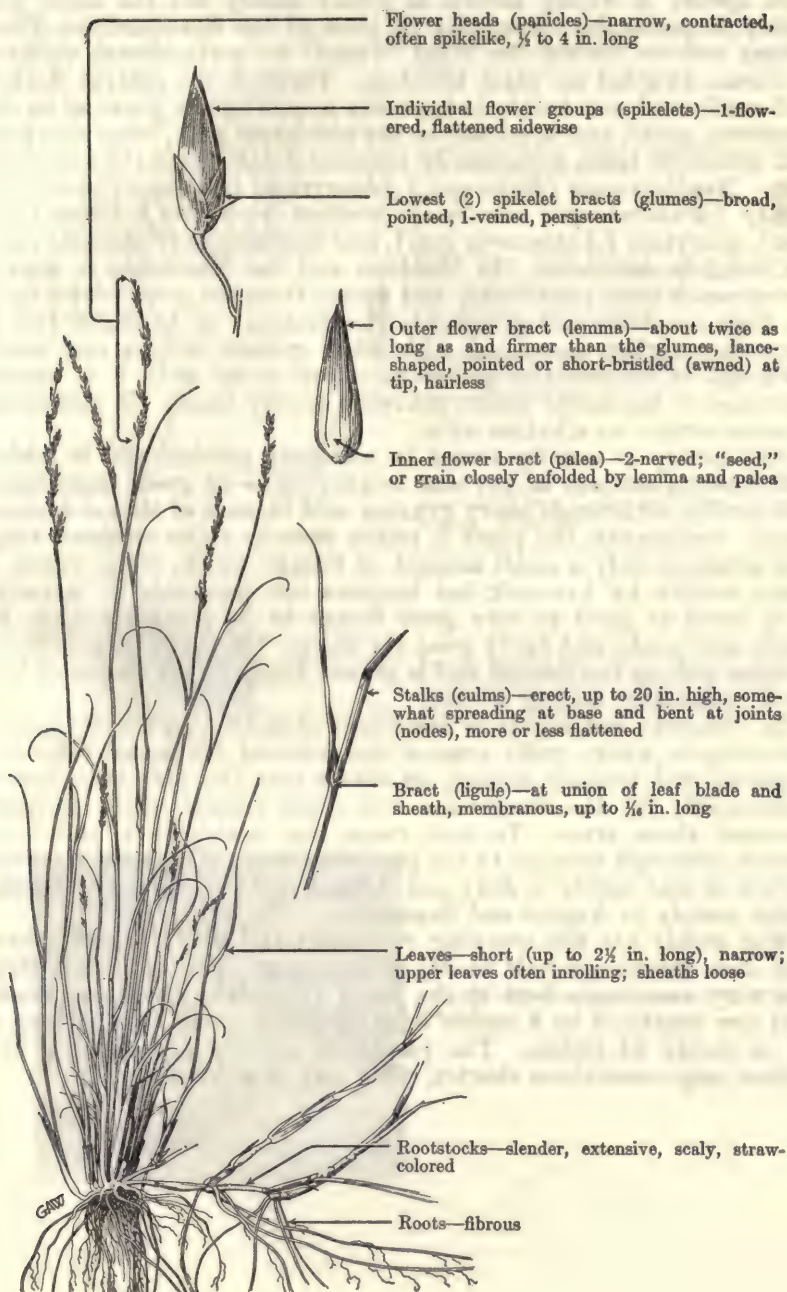 Flower heads (panicles)—narrow, contracted,
often spikelike, ½ to 4 in. long
Individual flower groups (spikelets)—1-flow-
ered, flattened sidewise
Lowest (2) spikelet bracts (glumes)—broad,
pointed, 1-veined, persistent
Outer flower bract (lemma)—about twice as
long as and firmer than the glumes, lance-
shaped, pointed or short-bristled (awned) at
tip, hairless
Inner flower bract (palea)—2-nerved; “seed,”
or grain closely enfolded by lemma and palea
Stalks (culms)—erect, up to 20 in. high, some-
what spreading at base and bent at joints
(nodes), more or less flattened
Bract (ligule)—at union of leaf blade and
sheath, membranous, up to 1/16 in. long
Leaves—short (up to 2½ in. long), narrow;
upper leaves often inrolling; sheaths loose
Rootstocks—slender, extensive, scaly, straw-
colored
Roots—fibrous
GAW